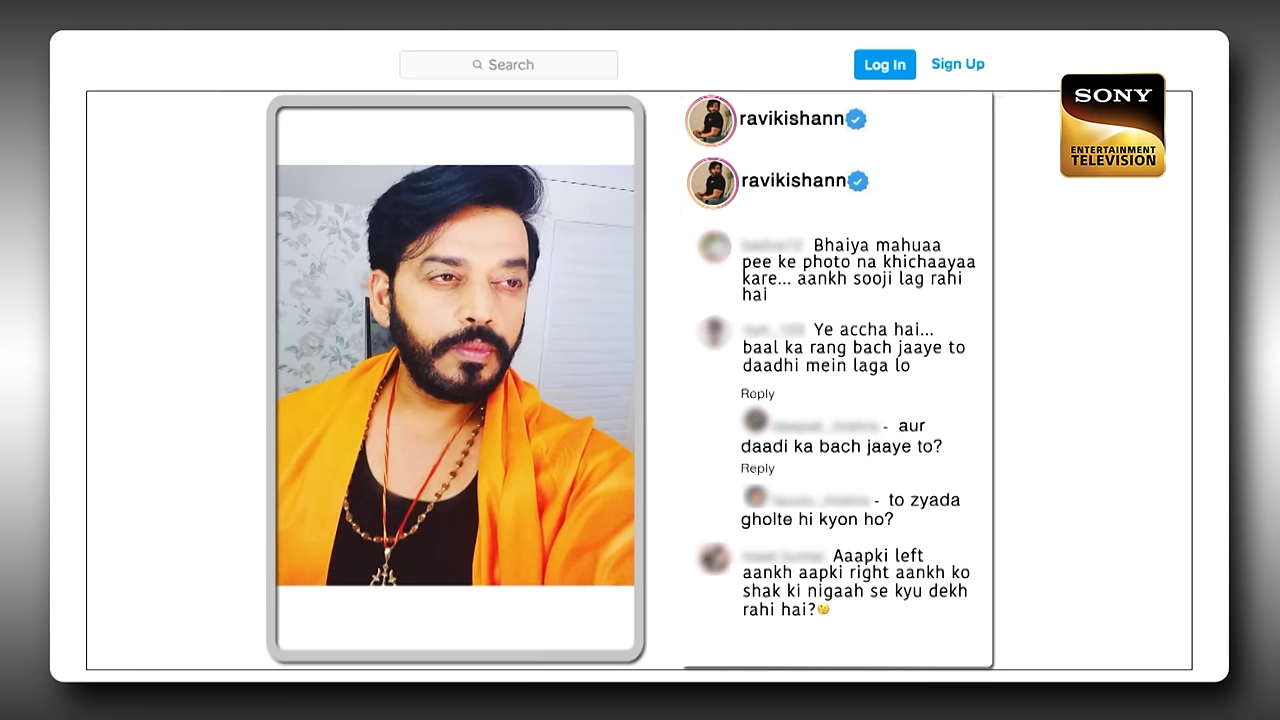 Search
Log In
Sign Up
SONY
ENTERTAINMENT
TELEVISION
ravikishann
ravikishann
Bhaiya mahuaa
pee ke photo na khichaayaa
kare... aankh sooji lag rahi
hai
Ye accha hai...
baal ka rang bach jaaye to
daadhi mein laga lo
Reply
- aur
daadi ka bach jaaye to?
Reply
- to zyada
gholte hi kyon ho?
Aaapki left
aankh aapki right aankh ko
shak ki nigaah se kyu dekh
rahi hai?🤔